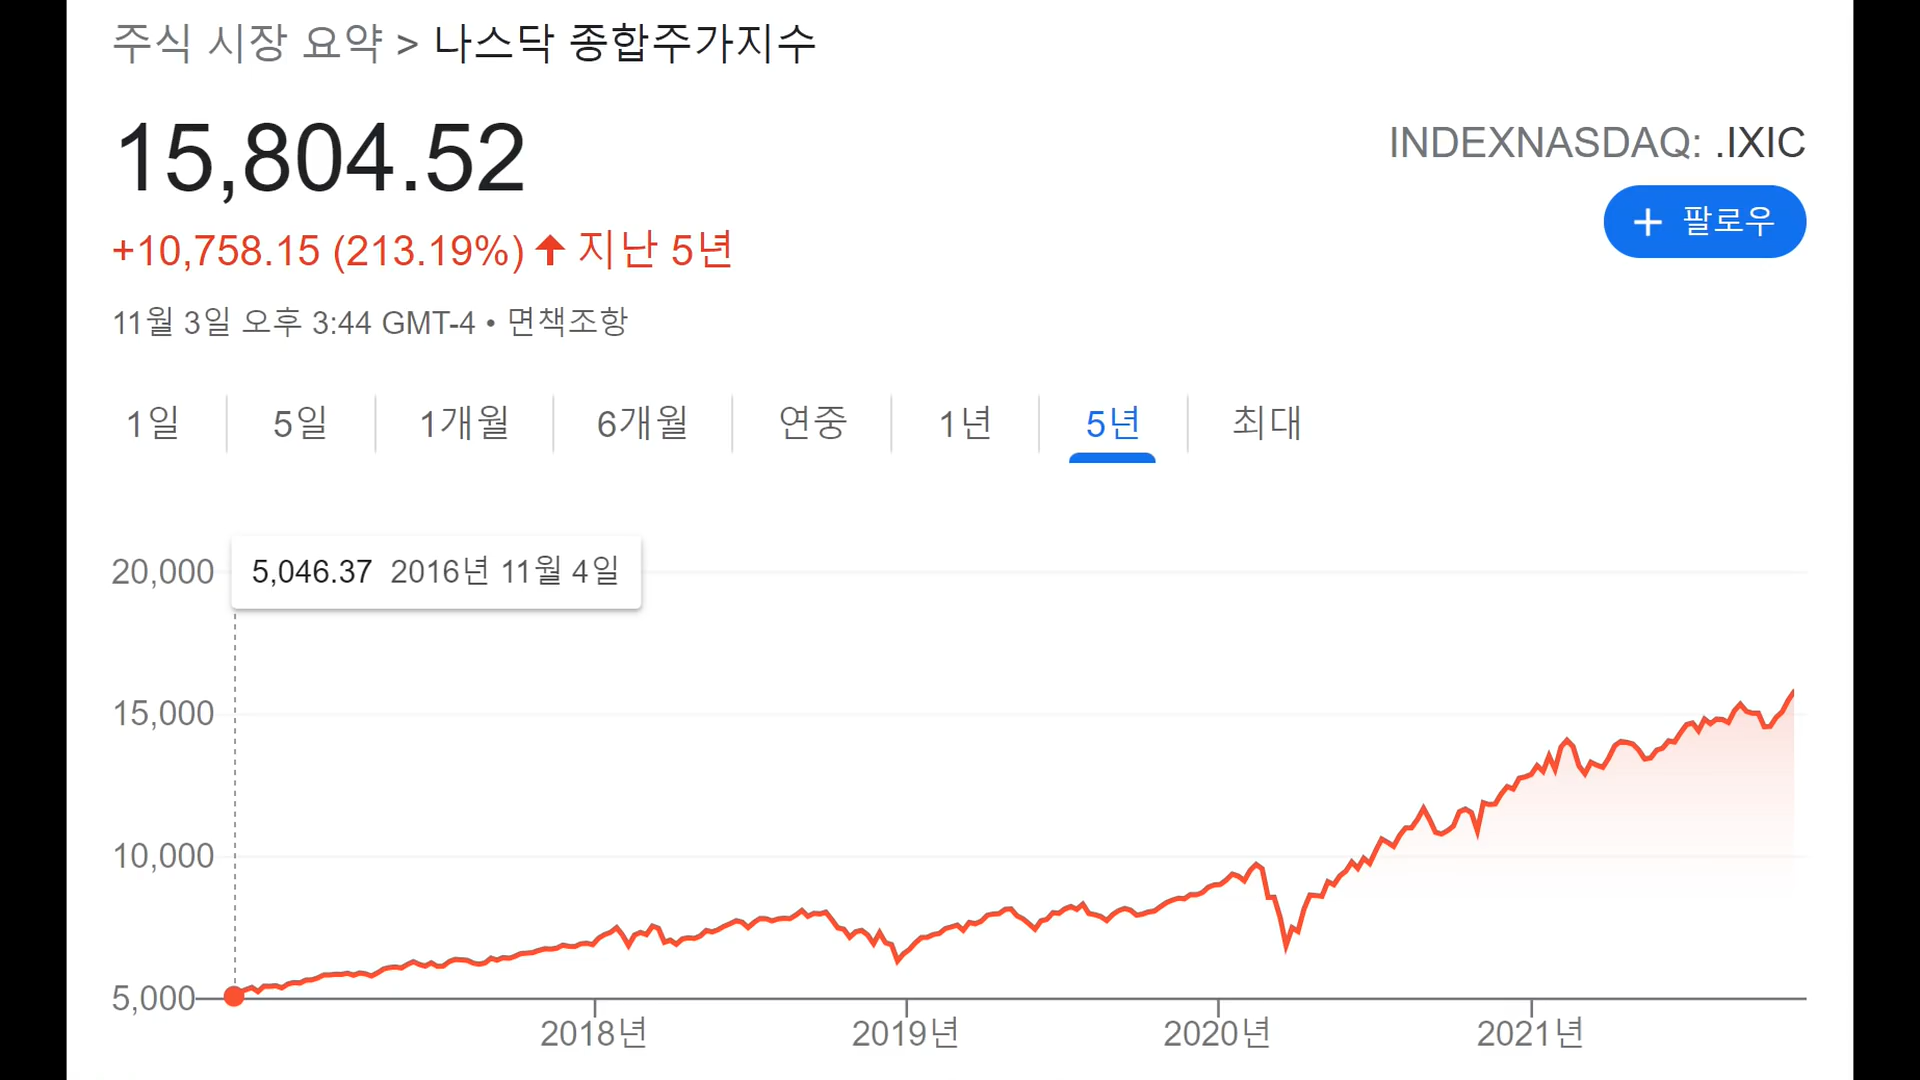 주식 시장 요약 > 나스닥 종합주가지수
15,804.52
INDEXNASDAQ: .IXIC
+ 팔로우
+10,758.15 (213.19%) ↑ 지난 5년
11월 3일 오후 3:44 GMT-4 • 면책조항
1일 5일 1개월 6개월 연중 1년 5년 최대
5,046.37 2016년 11월 4일
20,000
15,000
10,000
5,000
2018년 2019년 2020년 2021년